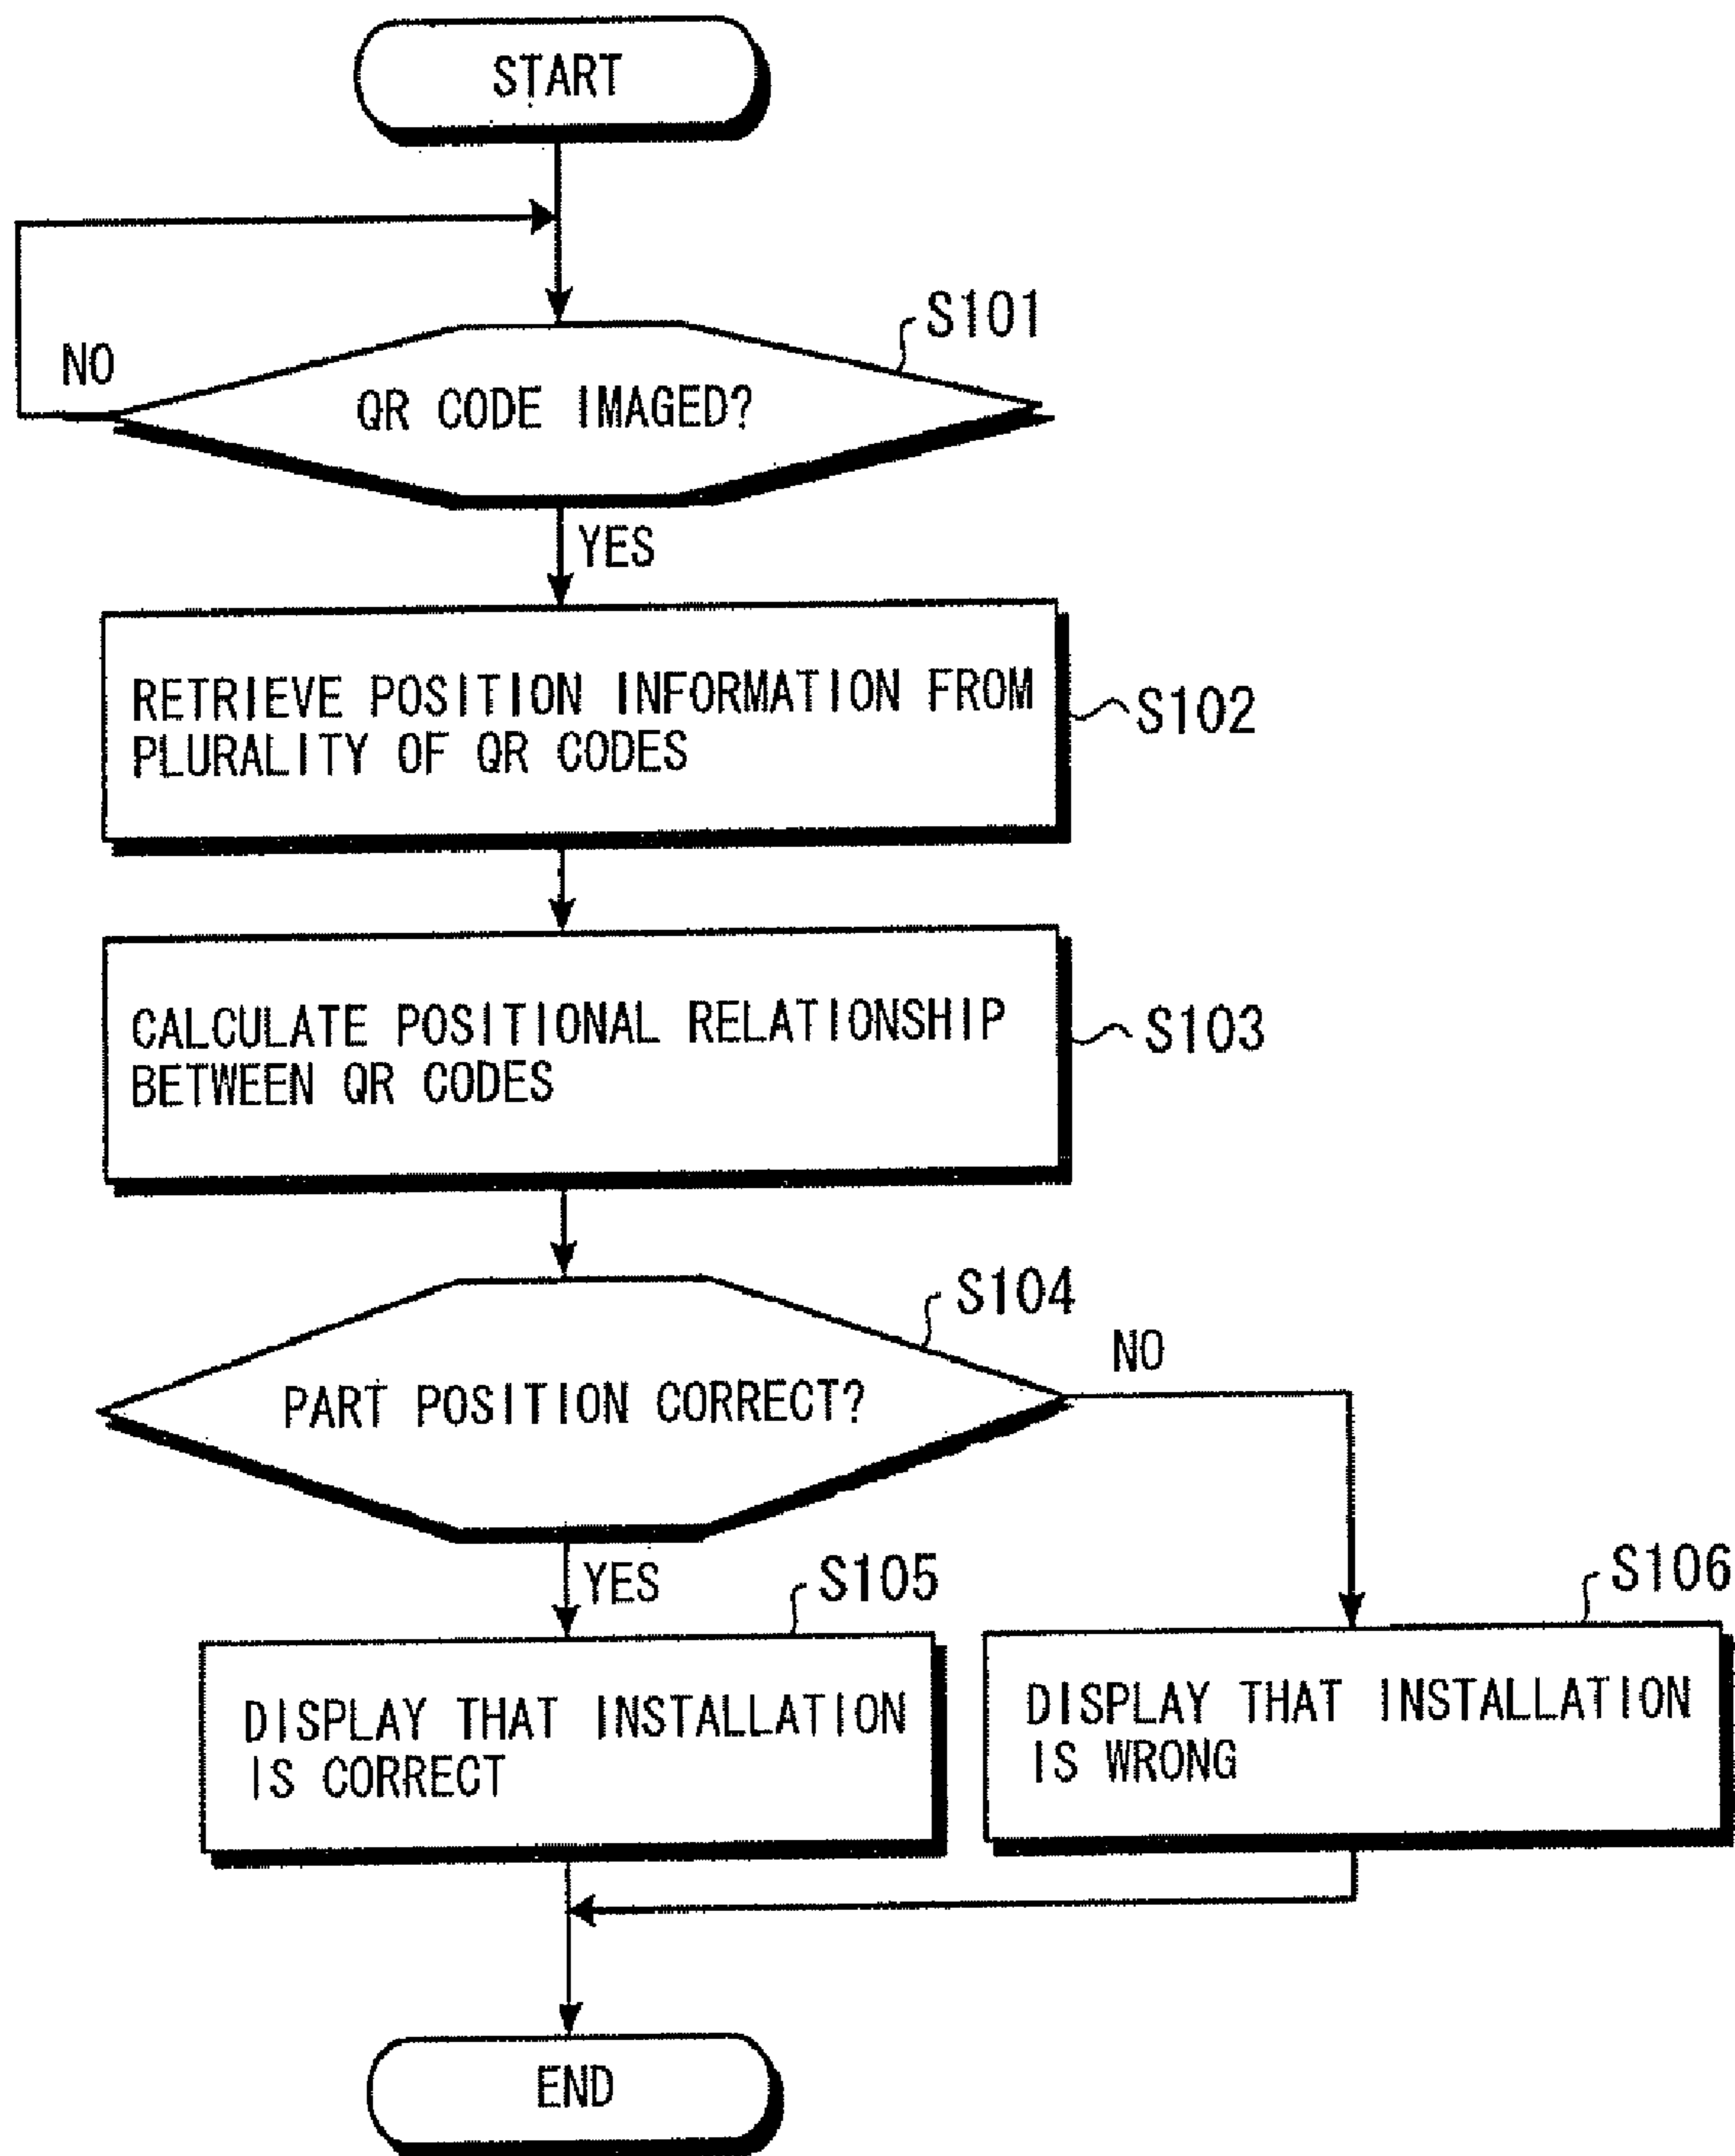 START
S101
NO
QR CODE IMAGED?
YES
RETRIEVE POSITION INFORMATION FROM
PLURALITY OF QR CODES
S102
CALCULATE POSITIONAL RELATIONSHIP
BETWEEN QR CODES
S103
S104
NO
PART POSITION CORRECT?
YES
S105
S106
DISPLAY THAT INSTALLATION
IS CORRECT
DISPLAY THAT INSTALLATION
IS WRONG
END